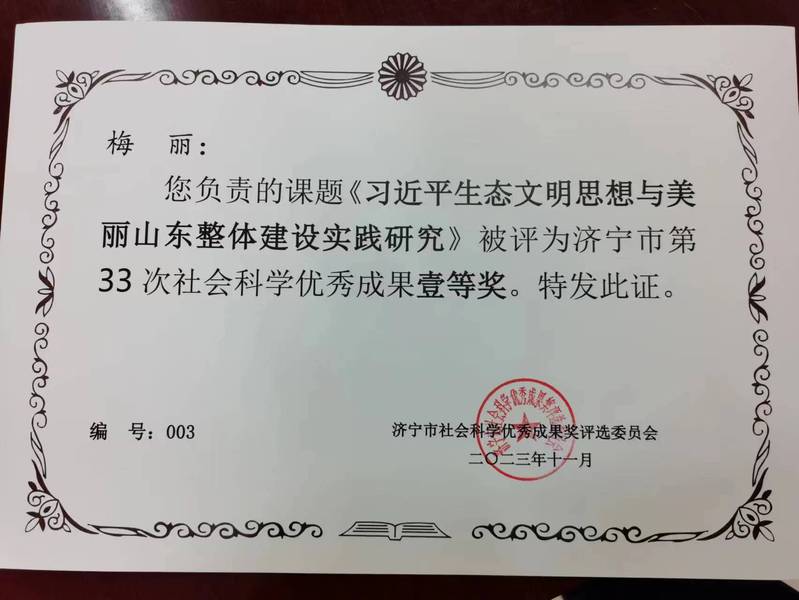 梅 丽：
您负责的课题《习近平生态文明思想与美
丽山东整体建设实践研究》被评为济宁市第
33 次社会科学优秀成果壹等奖。特发此证。
编 号：003
济宁市社会科学优秀成果奖评选委员会
二〇二三年十一月